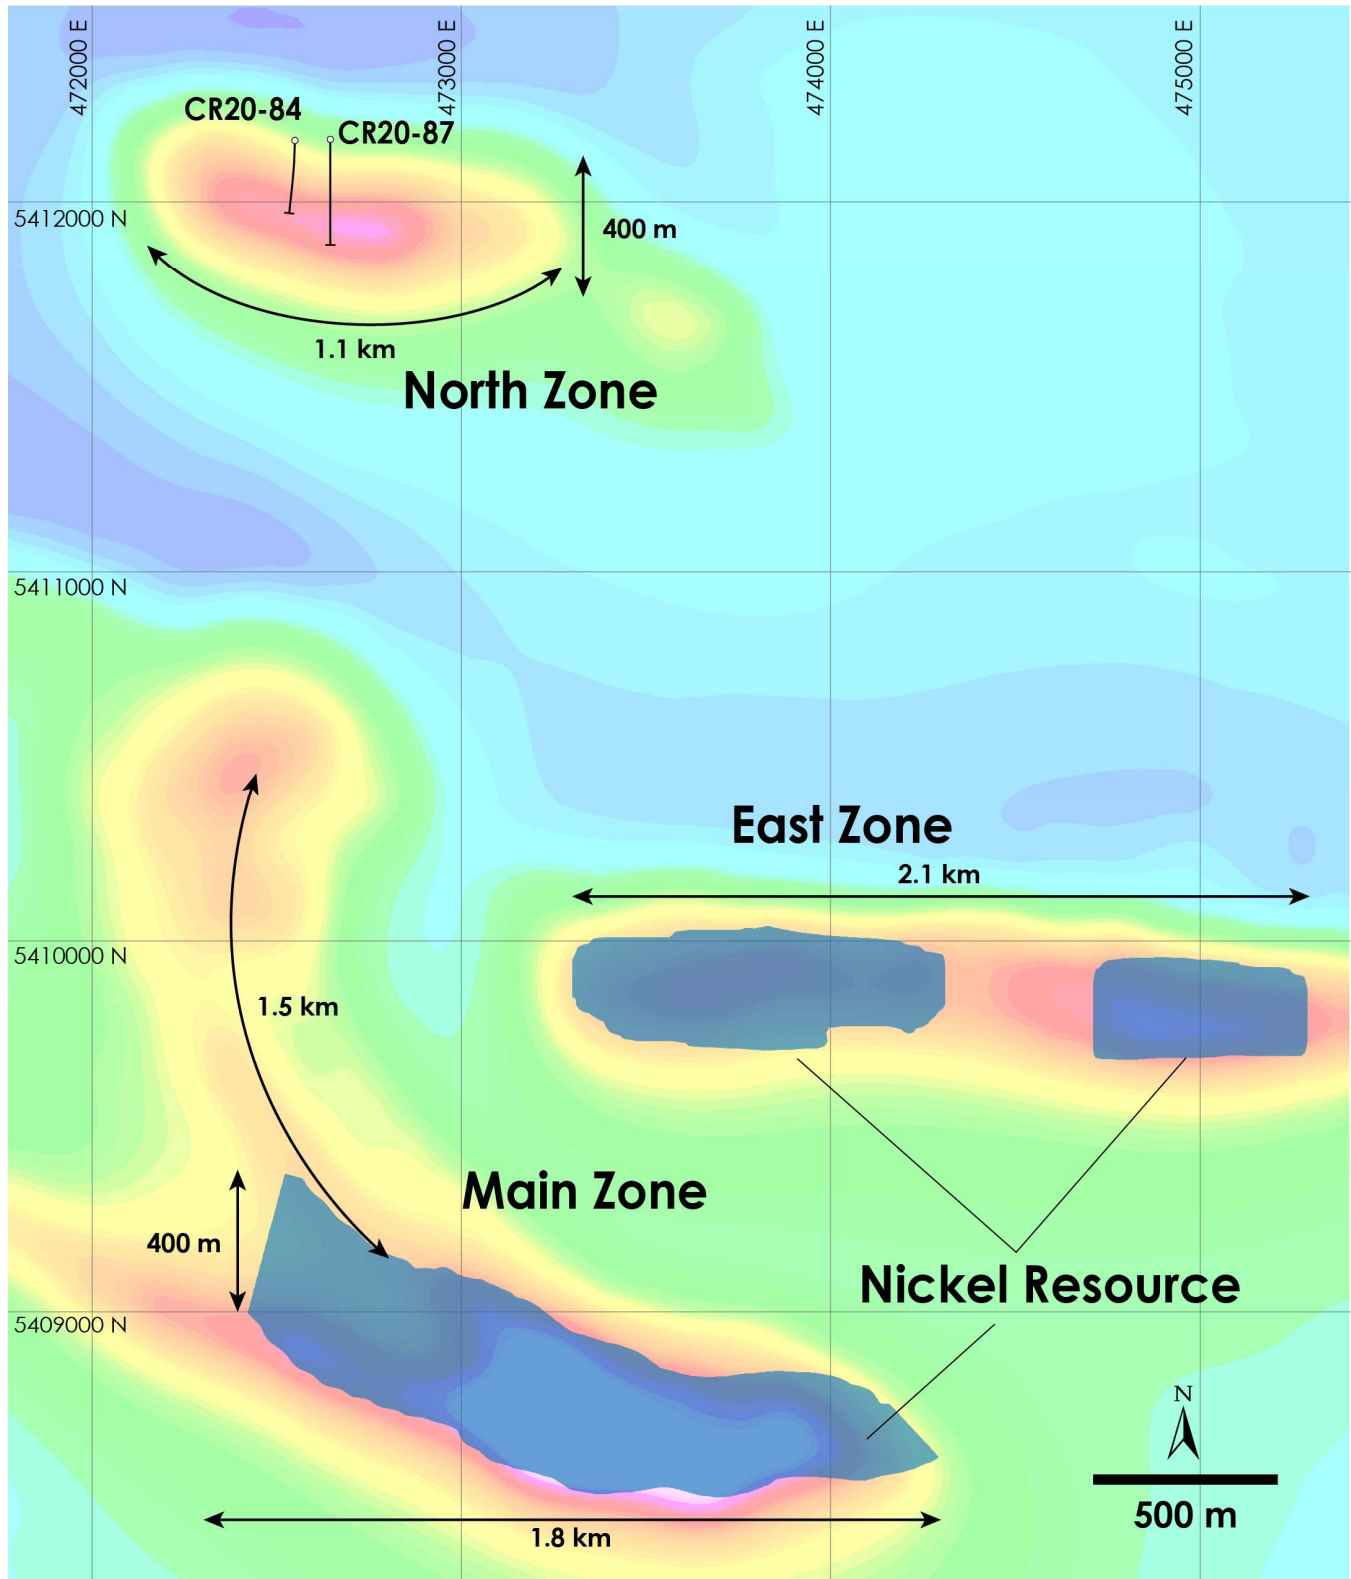 472000 E
473000 E
474000 E
475000 E
CR20-84
CR20-87
5412000 N
400 m
1.1 km
North Zone
5411000 N
East Zone
2.1 km
5410000 N
1.5 km
Main Zone
400 m
Nickel Resource
5409000 N
N
500 m
1.8 km